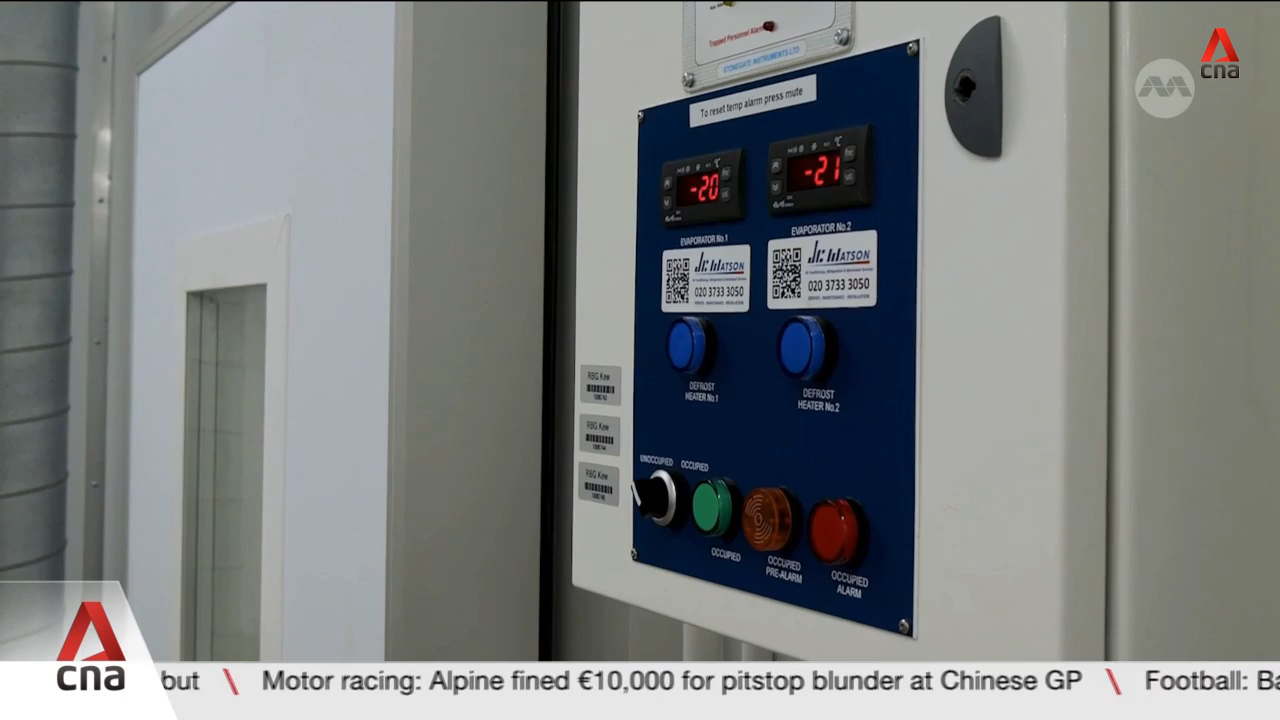 Trapped Personnel Alarm
STONEGATE INSTRUMENTS LTD
cna
To reset temp alarm press mute
°C
-20
°C
-21
EVAPORATOR No.1
EVAPORATOR No.2
JC WATSON
020 3733 3050
JC WATSON
020 3733 3050
SERVICE - MAINTENANCE - INSTALLATION
DEFROST
HEATER No.1
DEFROST
HEATER No.2
RBG Kew
RBG Kew
RBG Kew
UNOCCUPIED
OCCUPIED
OCCUPIED
OCCUPIED
PRE-ALARM
OCCUPIED
ALARM
cna
but \ Motor racing: Alpine fined €10,000 for pitstop blunder at Chinese GP \ Football: Ba